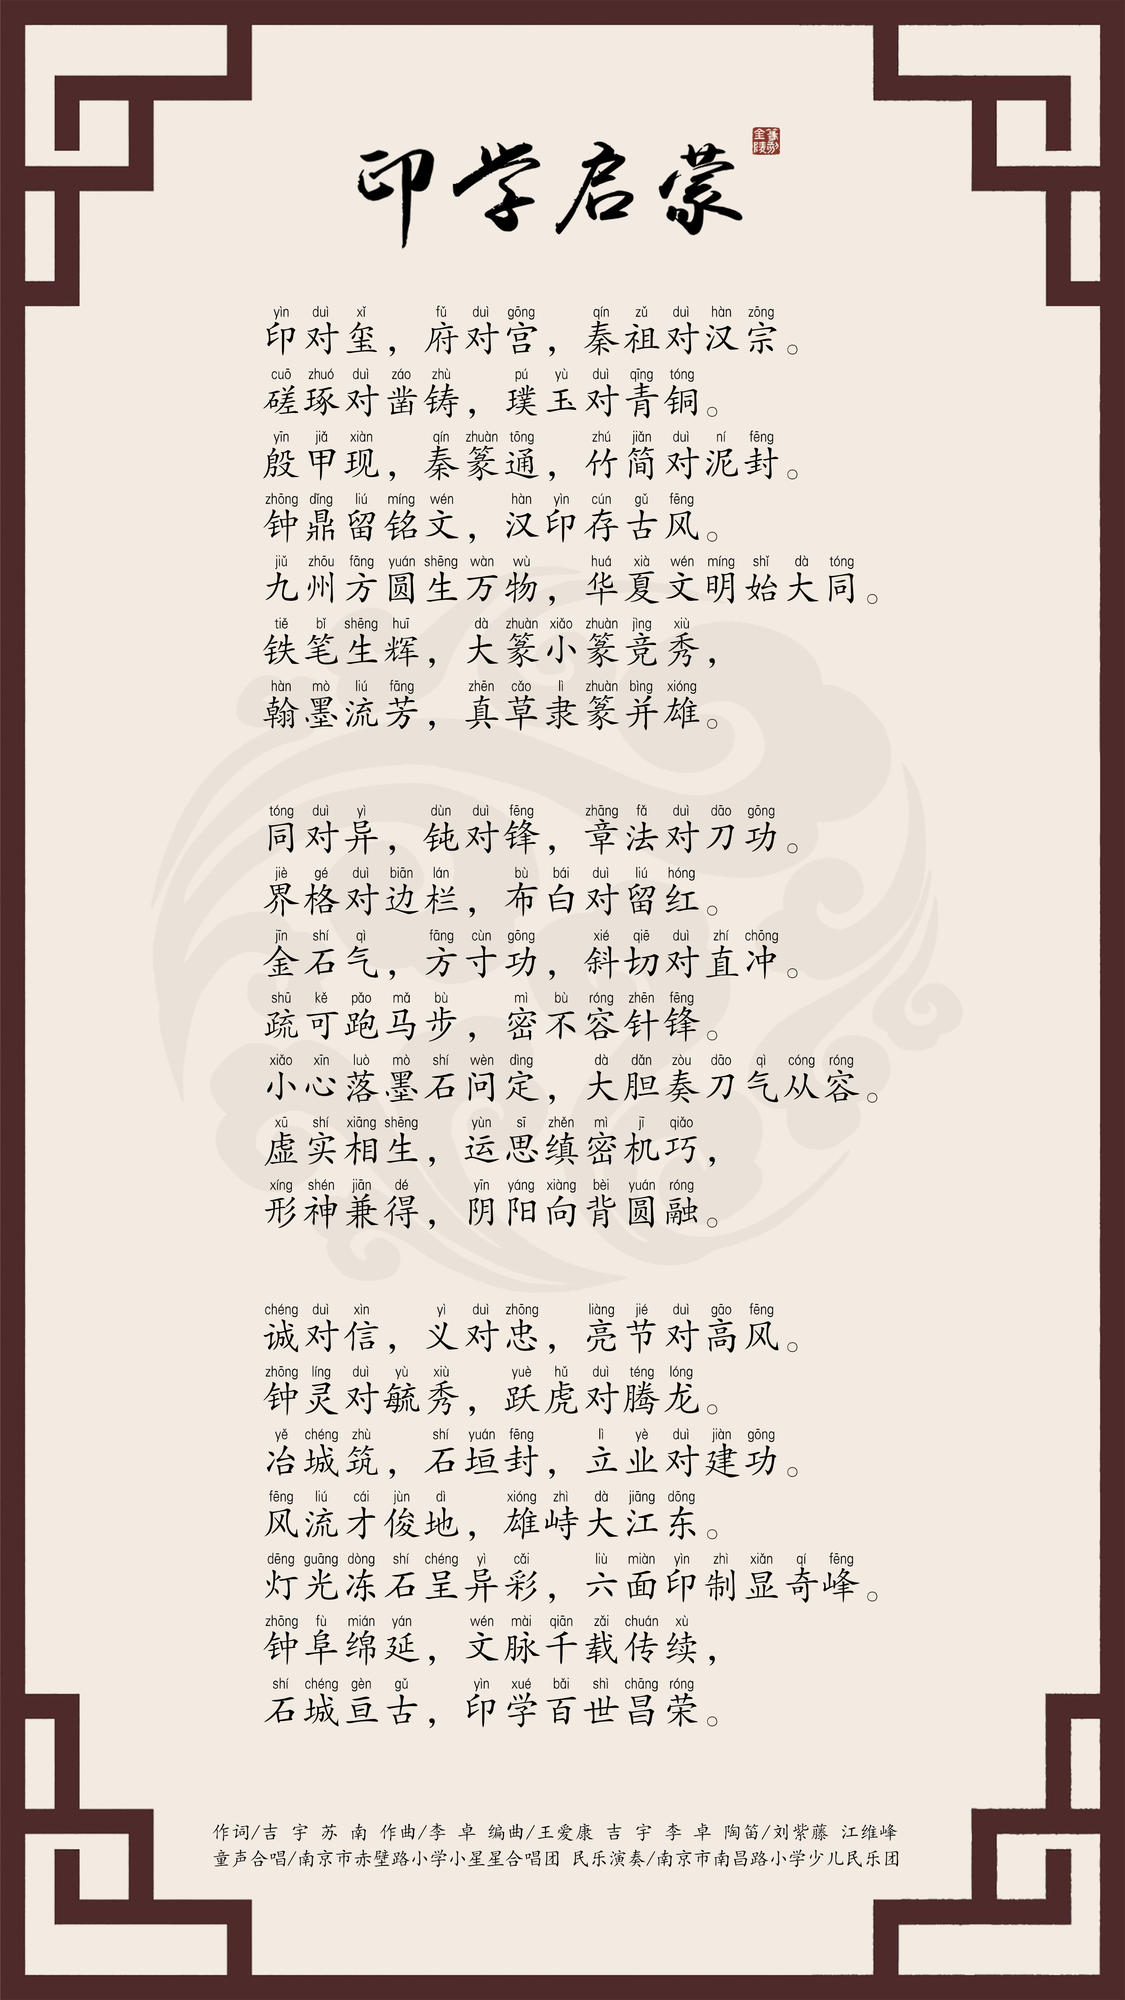 印学启蒙
金陵篆刻
yìn duì xǐ fǔ duì gōng qín zǔ duì hàn zōng
印对玺，府对宫，秦祖对汉宗。
cuō zhuó duì záo zhù pú yù duì qīng tóng
磋琢对凿铸，璞玉对青铜。
yīn jiǎ xiàn qín zhuàn tōng zhú jiǎn duì ní fēng
殷甲现，秦篆通，竹简对泥封。
zhōng dǐng liú míng wén hàn yìn cún gǔ fēng
钟鼎留铭文，汉印存古风。
jiǔ zhōu fāng yuán shēng wàn wù huá xià wén míng shǐ dà tóng
九州方圆生万物，华夏文明始大同。
tiě bǐ shēng huī dà zhuàn xiǎo zhuàn jìng xiù
铁笔生辉，大篆小篆竞秀，
hàn mò liú fāng zhēn cǎo lì zhuàn bìng xióng
翰墨流芳，真草隶篆并雄。
tóng duì yì dùn duì fēng zhāng fǎ duì dāo gōng
同对异，钝对锋，章法对刀功。
jiè gé duì biān lán bù bái duì liú hóng
界格对边栏，布白对留红。
jīn shí qì fāng cùn gōng xié qiē duì zhí chōng
金石气，方寸功，斜切对直冲。
shū kě pǎo mǎ bù mì bù róng zhēn fēng
疏可跑马步，密不容针锋。
xiǎo xīn luò mò shí wèn dìng dà dǎn zòu dāo qì cóng róng
小心落墨石问定，大胆奏刀气从容。
xū shí xiāng shēng yùn sī zhěn mì jī qiǎo
虚实相生，运思缜密机巧，
xíng shén jiān dé yīn yáng xiàng bèi yuán róng
形神兼得，阴阳向背圆融。
chéng duì xìn yì duì zhōng liàng jié duì gāo fēng
诚对信，义对忠，亮节对高风。
zhōng líng duì yù xiù yuè hǔ duì téng lóng
钟灵对毓秀，跃虎对腾龙。
yě chéng zhù shí yuán fēng lì yè duì jiàn gōng
冶城筑，石垣封，立业对建功。
fēng liú cái jùn dì xióng zhì dà jiāng dōng
风流才俊地，雄峙大江东。
dēng guāng dòng shí chéng yì cǎi liù miàn yìn zhì xiǎn qí fēng
灯光冻石呈异彩，六面印制显奇峰。
zhōng fù mián yán wén mài qiān zǎi chuán xù
钟阜绵延，文脉千载传续，
shí chéng gèn gǔ yìn xué bǎi shì chāng róng
石城亘古，印学百世昌荣。
作词/吉 宇 苏 南 作曲/李 卓 编曲/王爱康 吉 宇 李 卓 陶笛/刘紫藤 江维峰
童声合唱/南京市赤壁路小学小星星合唱团 民乐演奏/南京市南昌路小学少儿民乐团